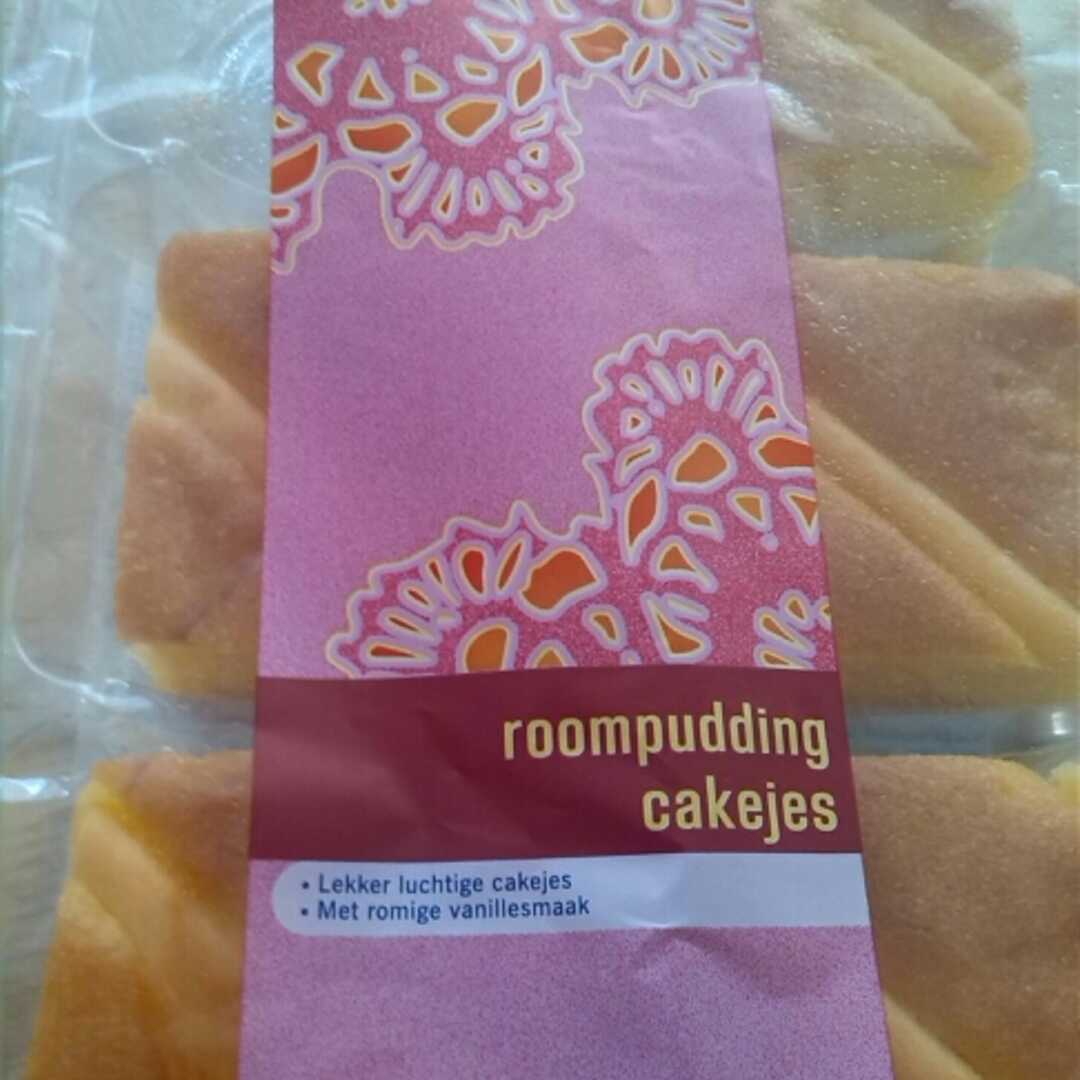 roompudding
cakejes
• Lekker luchtige cakejes
• Met romige vanillesmaak